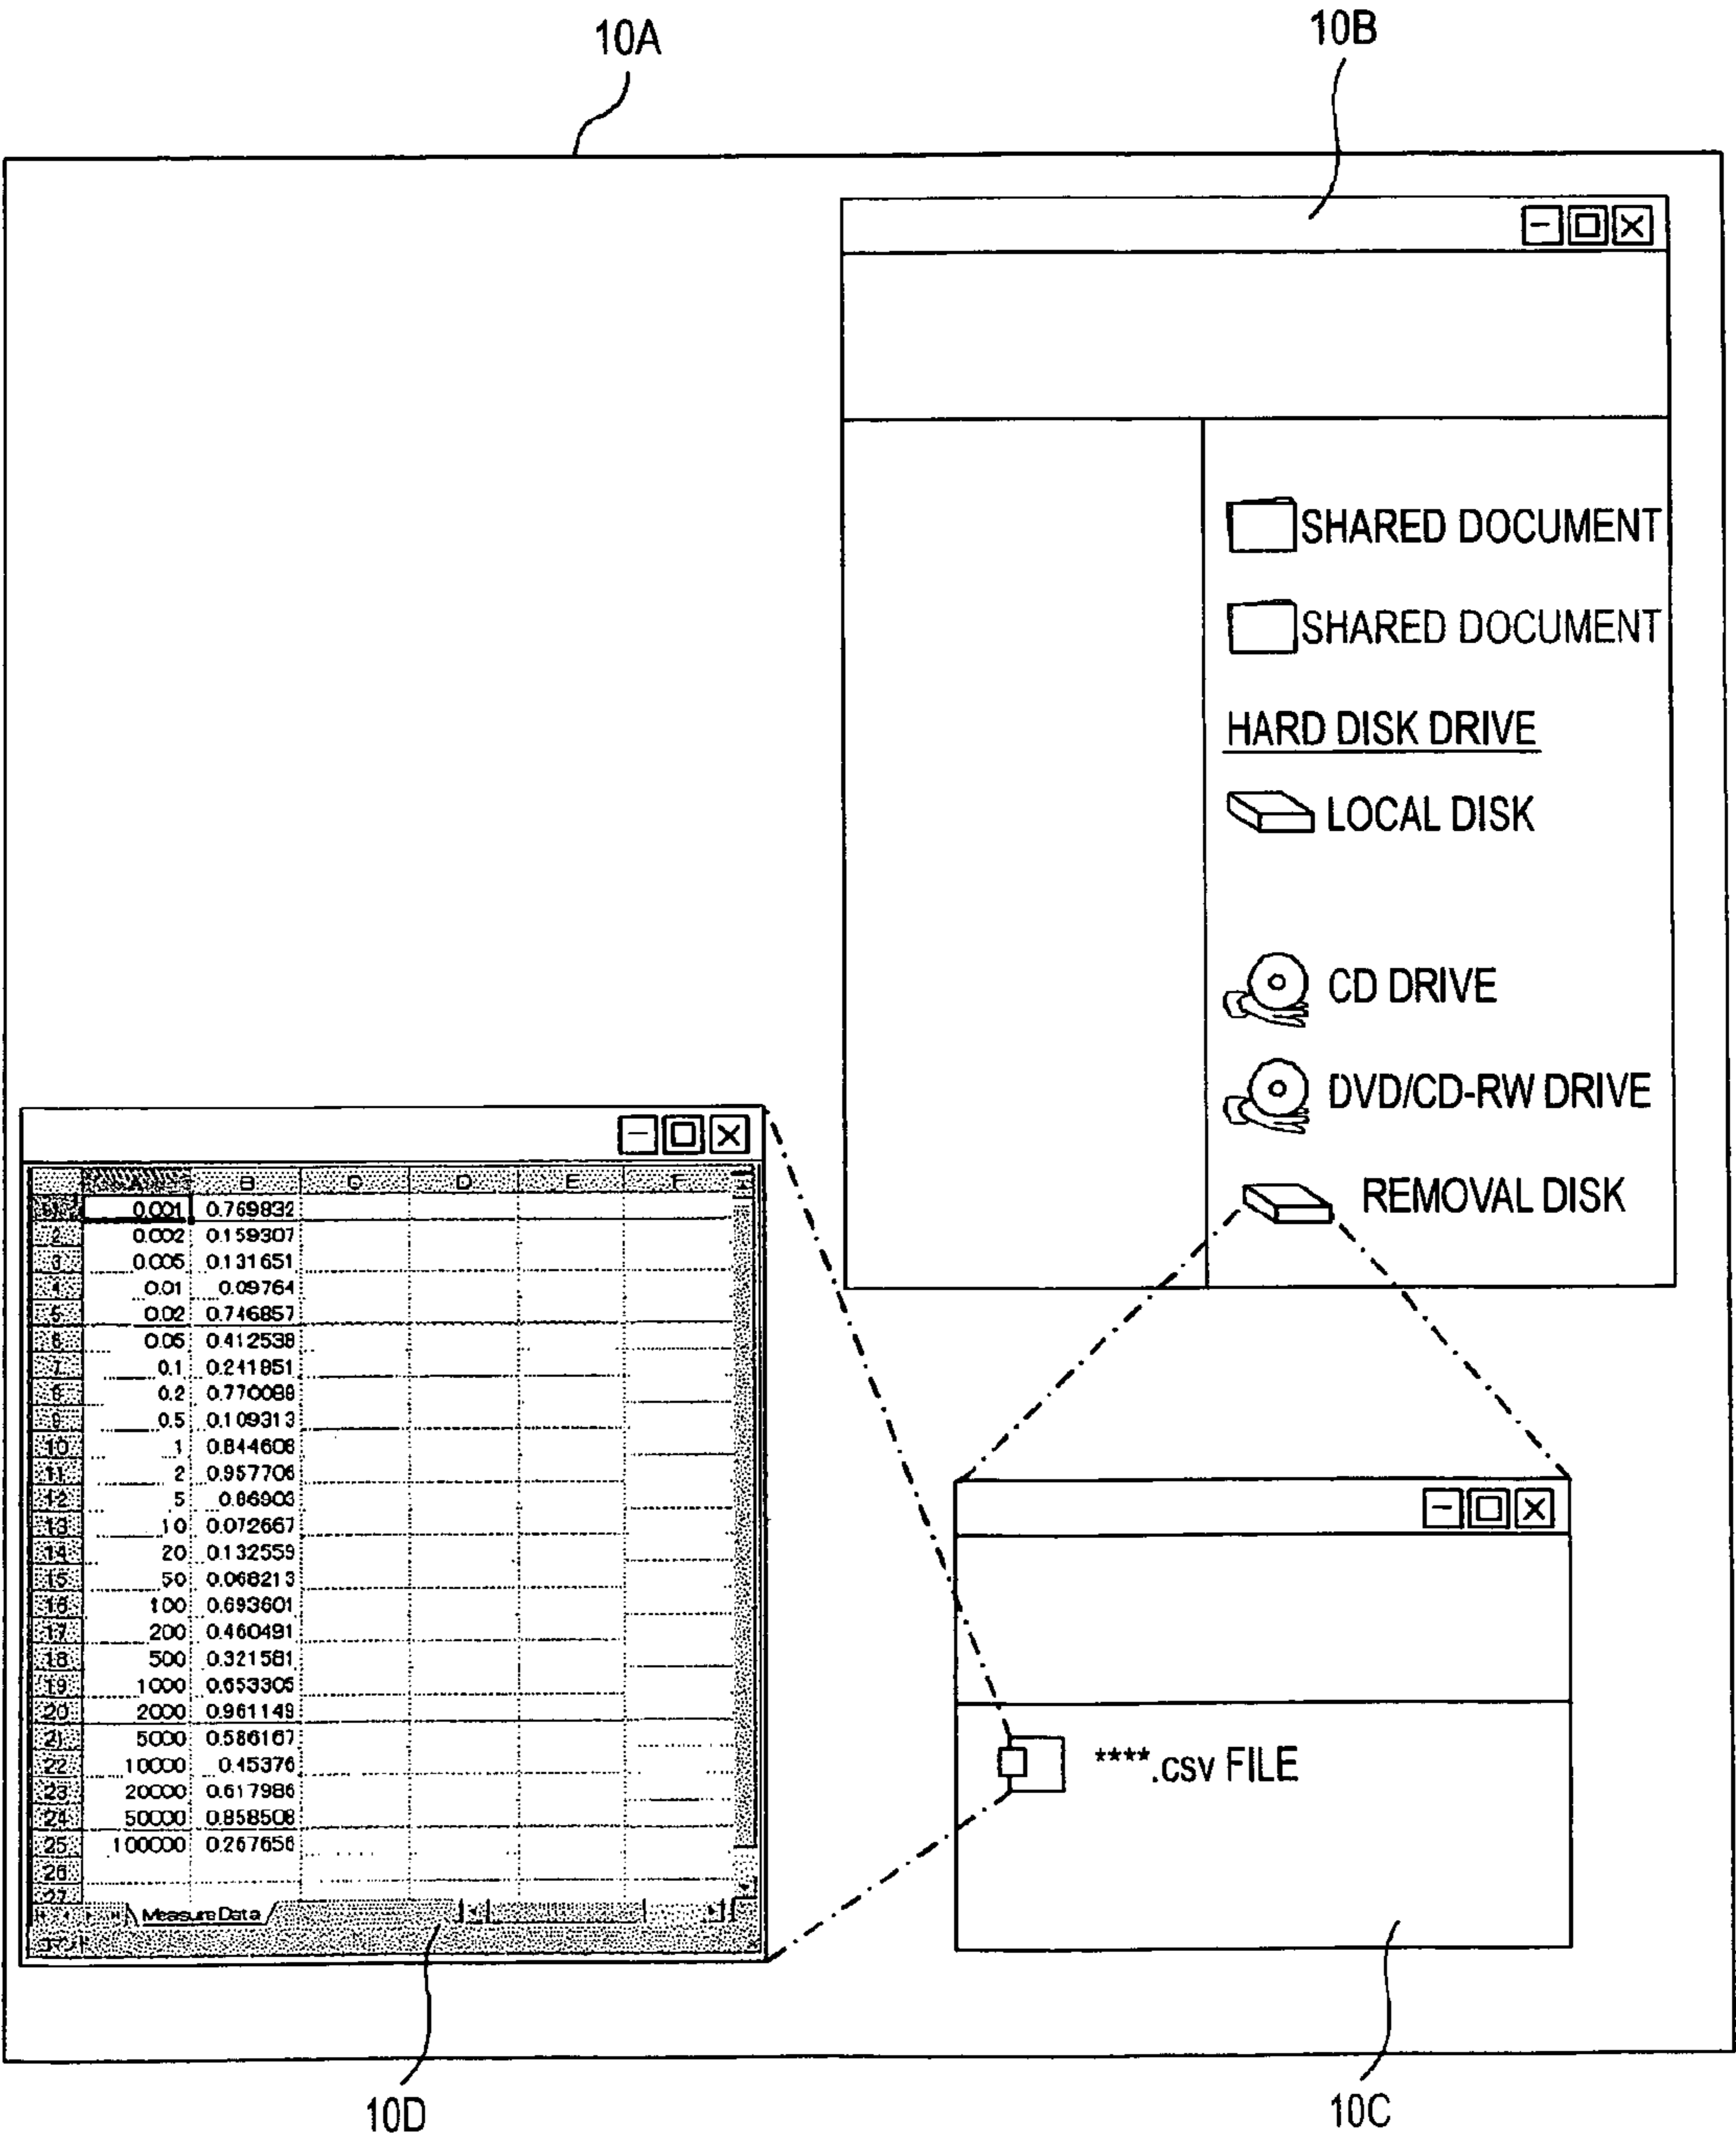 10A
10B
SHARED DOCUMENT
SHARED DOCUMENT
HARD DISK DRIVE
LOCAL DISK
CD DRIVE
DVD/CD-RW DRIVE
REMOVAL DISK
A B C D E F
1 0.001 0.769832
2 0.002 0.159307
3 0.005 0.131651
4 0.01 0.09764
5 0.02 0.746857
6 0.05 0.412538
7 0.1 0.241851
8 0.2 0.770089
9 0.5 0.109313
10 1 0.844608
11 2 0.957706
12 5 0.86903
13 10 0.072667
14 20 0.132559
15 50 0.068213
16 100 0.693601
17 200 0.460491
18 500 0.321581
19 1000 0.653305
20 2000 0.961149
21 5000 0.586167
22 10000 0.45376
23 20000 0.617986
24 50000 0.858508
25 100000 0.267656
26
27
Measure Data
****.csv FILE
10D
10C